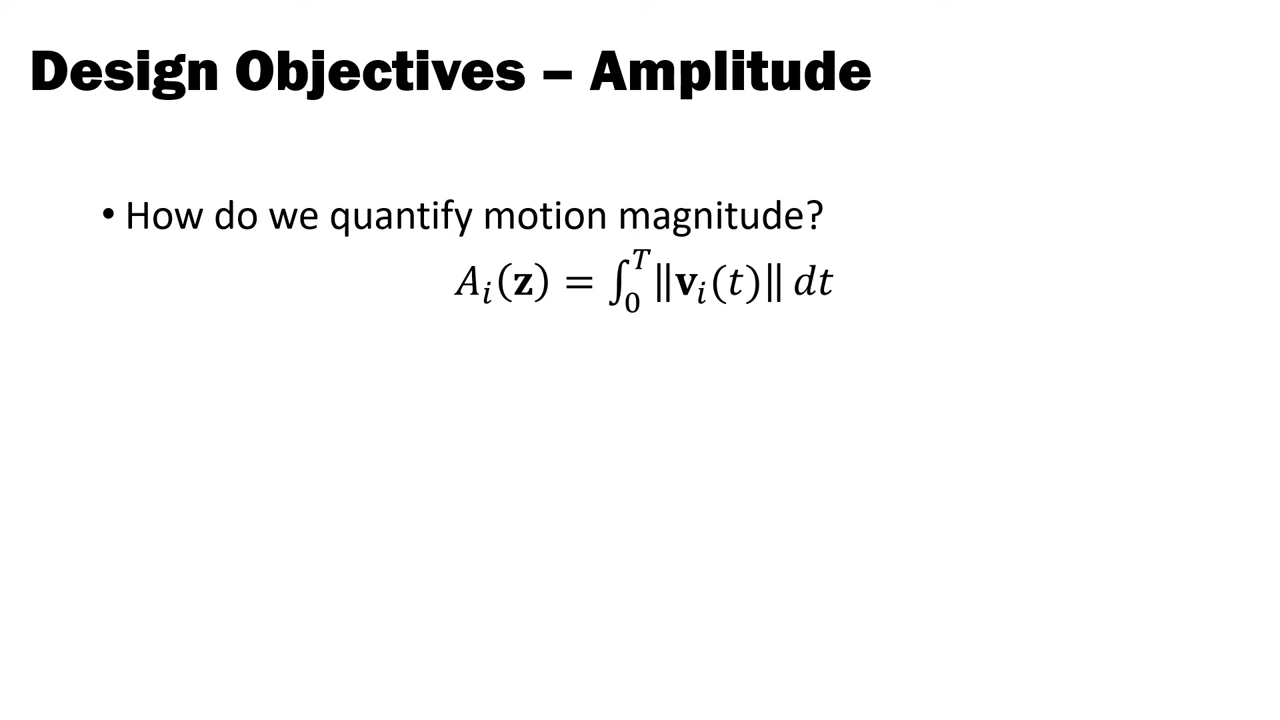 Design Objectives – Amplitude
• How do we quantify motion magnitude?
A_i(𝐳) = ∫_0^T ‖𝐯_i(t)‖ dt